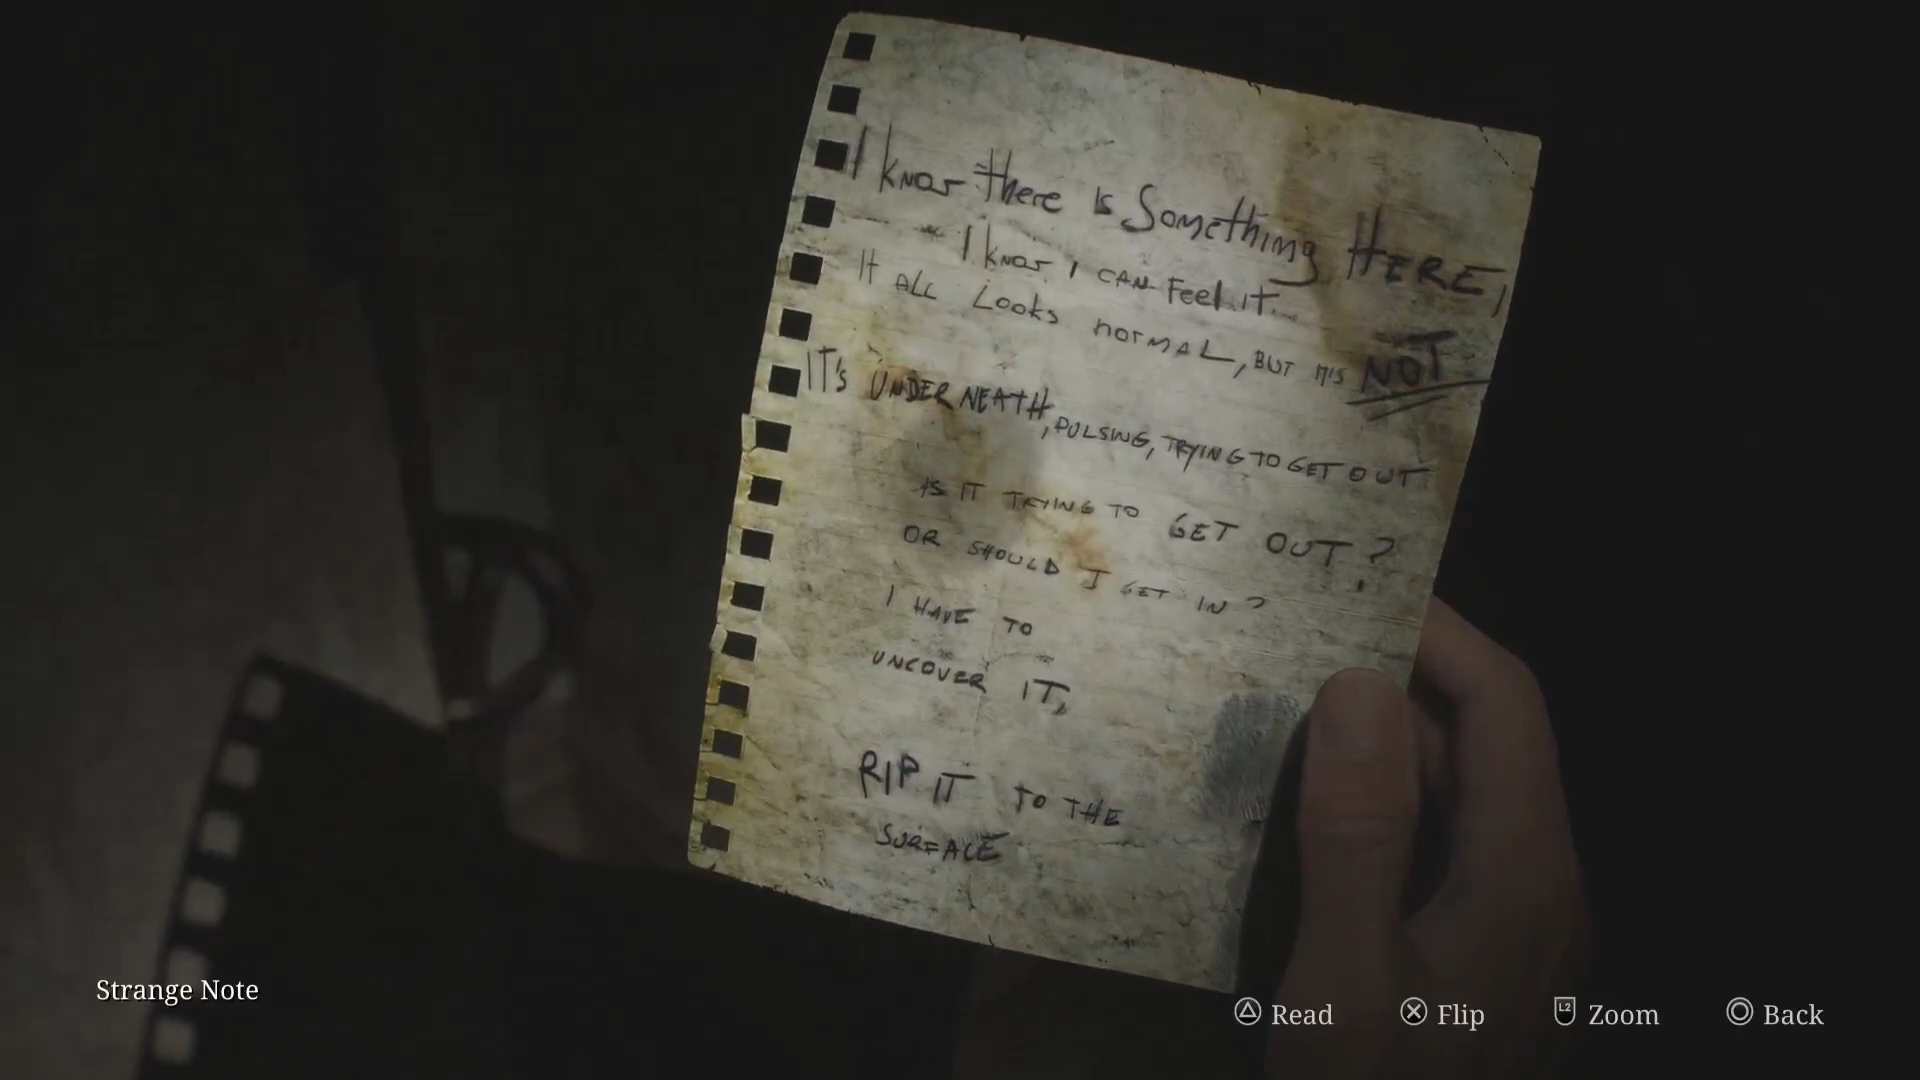 I know there is Something HERE,
I know I CAN Feel IT.
It ALL Looks normAL, BUT it's NOT
IT's UNDERNEATH, PULSING, TRYING TO GET OUT
IS IT TRYING TO GET OUT?
OR SHOULD I GET IN?
I HAVE TO
UNCOVER IT,
RIP IT TO THE
SURFACE
Strange Note
Read
Flip
L2 Zoom
Back